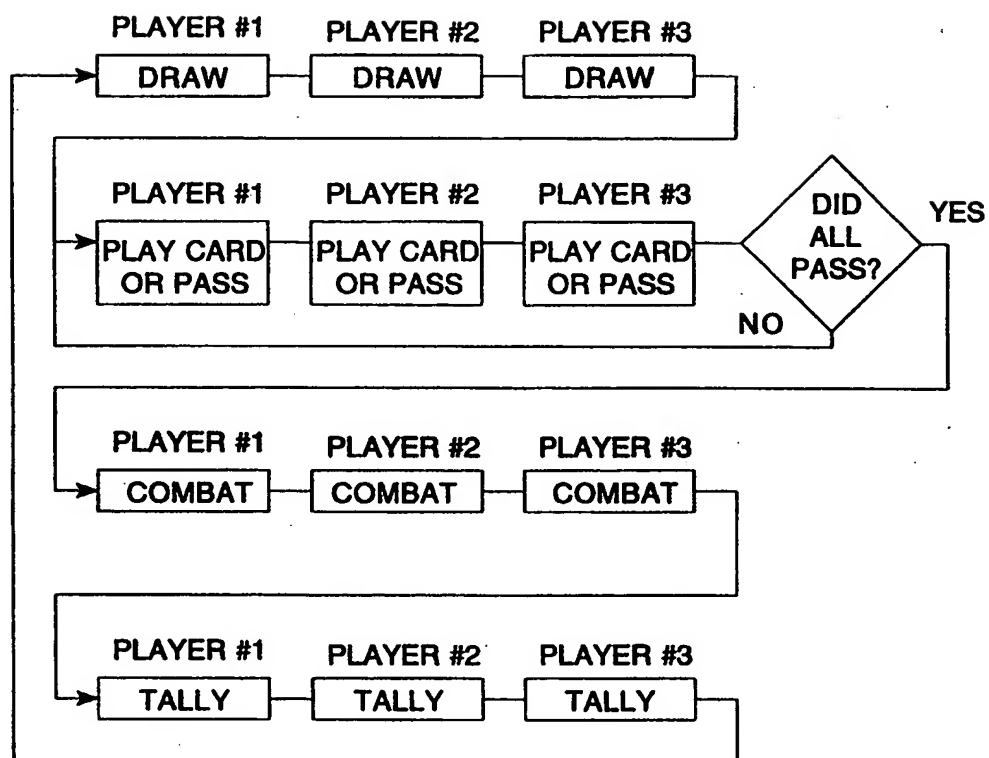 PLAYER #1 PLAYER #2 PLAYER #3
DRAW DRAW DRAW
PLAYER #1 PLAYER #2 PLAYER #3
PLAY CARD PLAY CARD PLAY CARD
OR PASS OR PASS OR PASS
DID
ALL
PASS?
YES
NO
PLAYER #1 PLAYER #2 PLAYER #3
COMBAT COMBAT COMBAT
PLAYER #1 PLAYER #2 PLAYER #3
TALLY TALLY TALLY